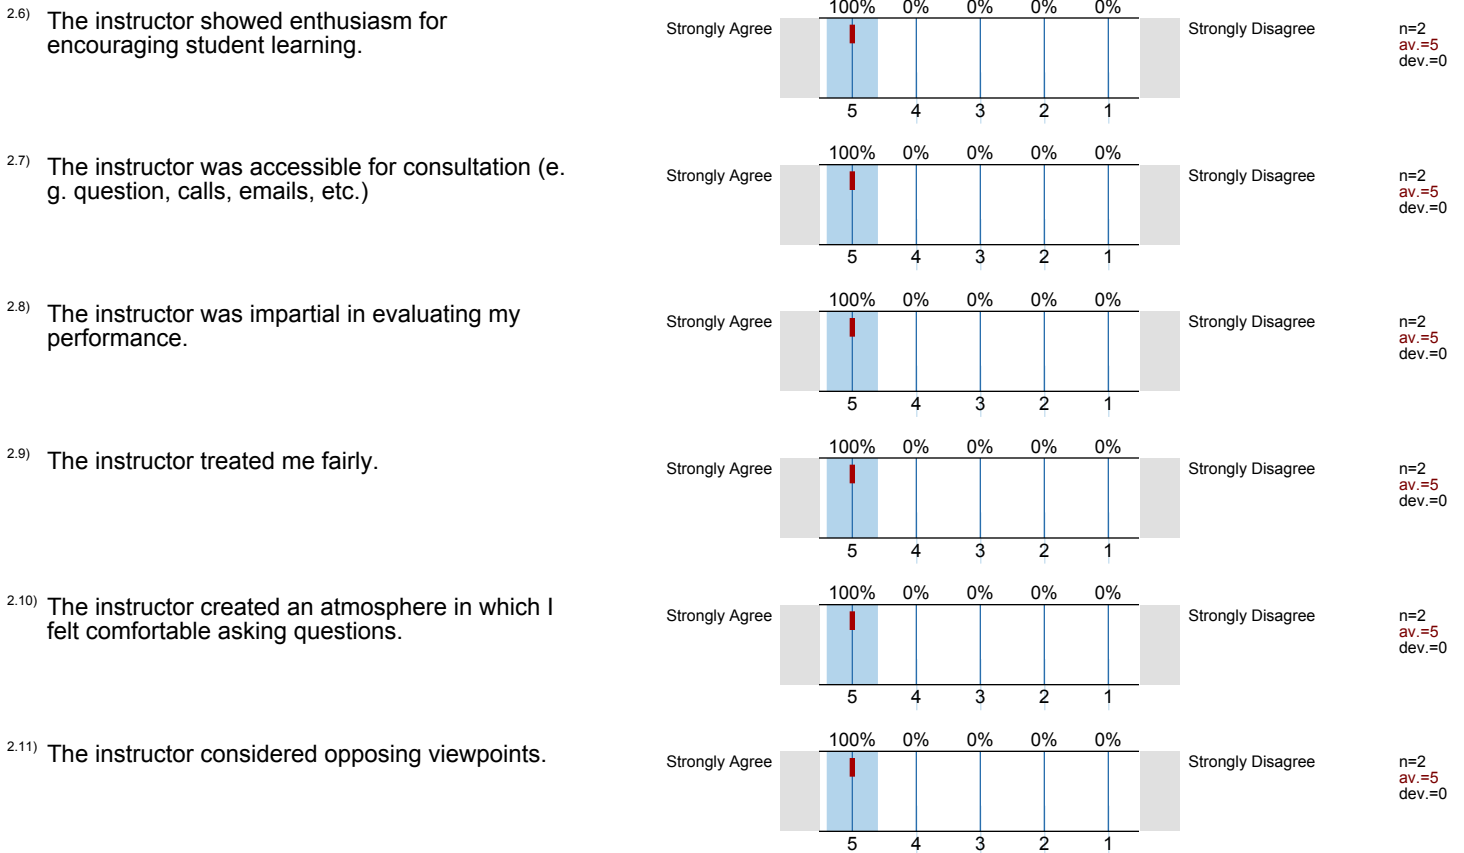 2.6) The instructor showed enthusiasm for
encouraging student learning.
100% 0% 0% 0% 0%
Strongly Agree Strongly Disagree
n=2
av.=5
dev.=0
5 4 3 2 1
2.7) The instructor was accessible for consultation (e.
g. question, calls, emails, etc.)
100% 0% 0% 0% 0%
Strongly Agree Strongly Disagree
n=2
av.=5
dev.=0
5 4 3 2 1
2.8) The instructor was impartial in evaluating my
performance.
100% 0% 0% 0% 0%
Strongly Agree Strongly Disagree
n=2
av.=5
dev.=0
5 4 3 2 1
2.9) The instructor treated me fairly.
100% 0% 0% 0% 0%
Strongly Agree Strongly Disagree
n=2
av.=5
dev.=0
5 4 3 2 1
2.10) The instructor created an atmosphere in which I
felt comfortable asking questions.
100% 0% 0% 0% 0%
Strongly Agree Strongly Disagree
n=2
av.=5
dev.=0
5 4 3 2 1
2.11) The instructor considered opposing viewpoints.
100% 0% 0% 0% 0%
Strongly Agree Strongly Disagree
n=2
av.=5
dev.=0
5 4 3 2 1